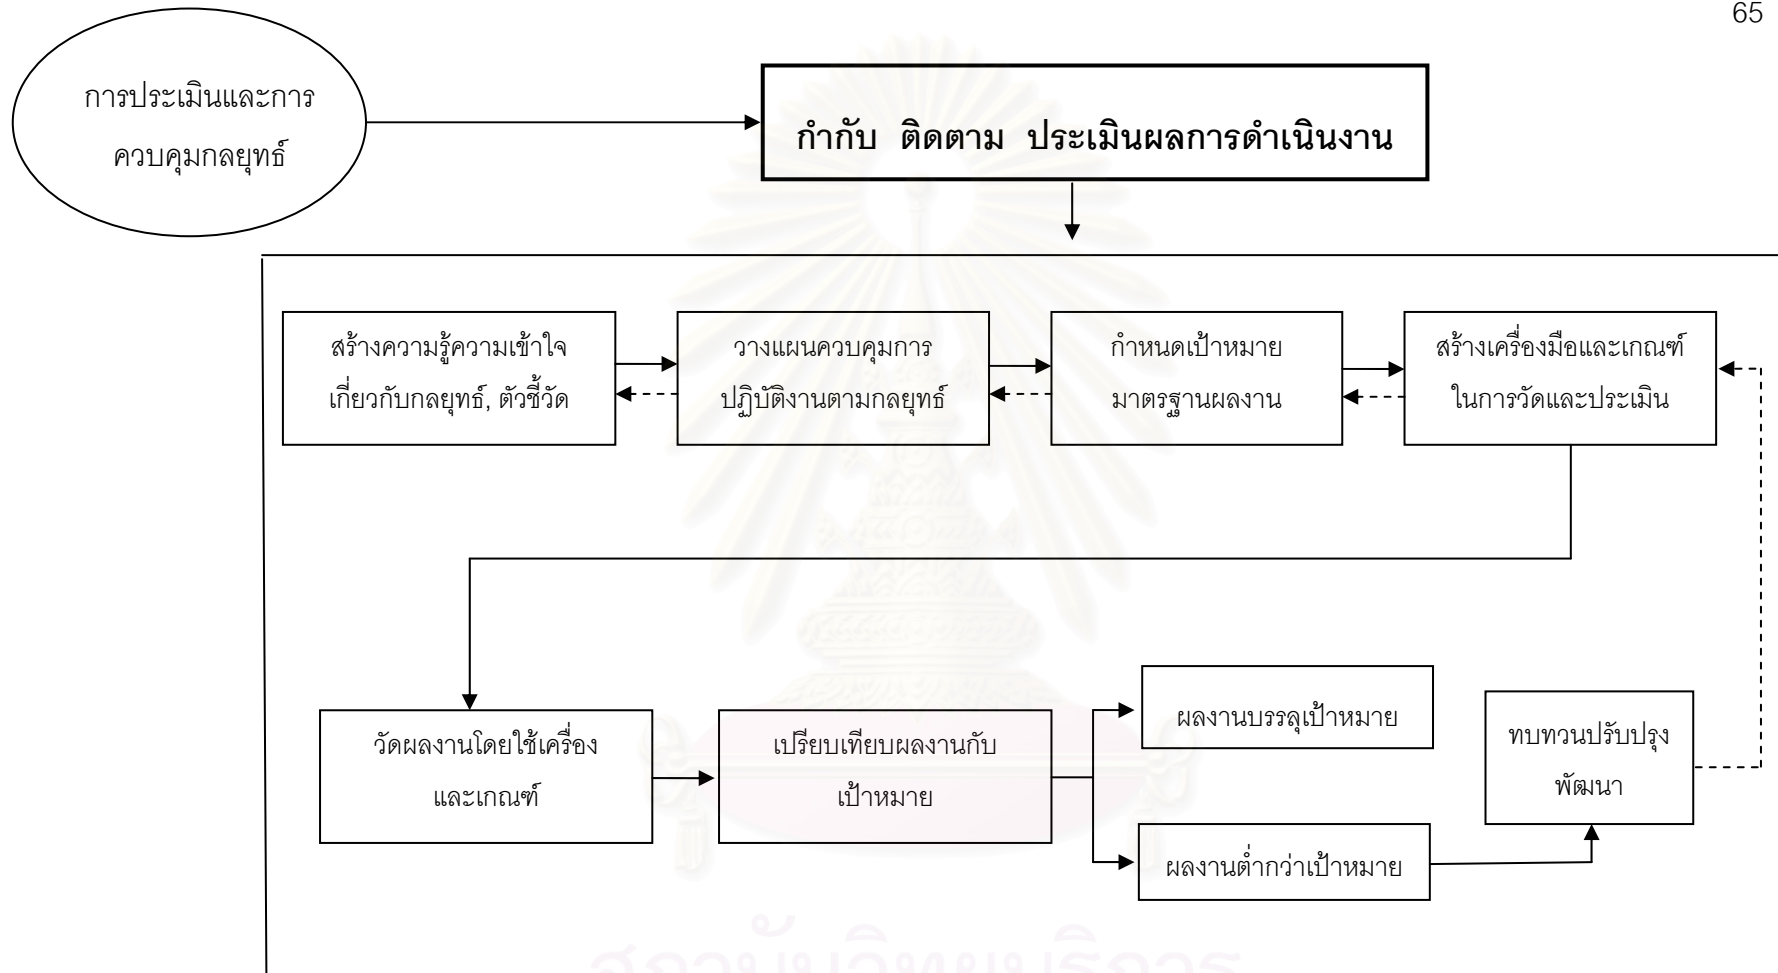 65
การประเมินและการ
ควบคุมกลยุทธ์
กำกับ ติดตาม ประเมินผลการดำเนินงาน
สร้างความรู้ความเข้าใจ
เกี่ยวกับกลยุทธ์, ตัวชี้วัด
วางแผนควบคุมการ
ปฏิบัติงานตามกลยุทธ์
กำหนดเป้าหมาย
มาตรฐานผลงาน
สร้างเครื่องมือและเกณฑ์
ในการวัดและประเมิน
วัดผลงานโดยใช้เครื่อง
และเกณฑ์
เปรียบเทียบผลงานกับ
เป้าหมาย
ผลงานบรรลุเป้าหมาย
ผลงานต่ำกว่าเป้าหมาย
ทบทวนปรับปรุง
พัฒนา
สถาบันวิทยบริการ